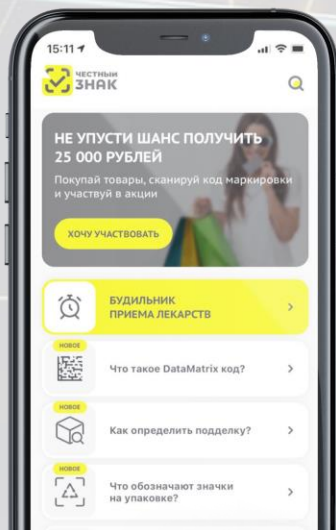 15:11
ЧЕСТНЫЙ
ЗНАК
НЕ УПУСТИ ШАНС ПОЛУЧИТЬ
25 000 РУБЛЕЙ
Покупай товары, сканируй код маркировки
и участвуй в акции
ХОЧУ УЧАСТВОВАТЬ
БУДИЛЬНИК
ПРИЕМА ЛЕКАРСТВ
НОВОЕ
Что такое DataMatrix код?
НОВОЕ
Как определить подделку?
НОВОЕ
Что обозначают значки
на упаковке?